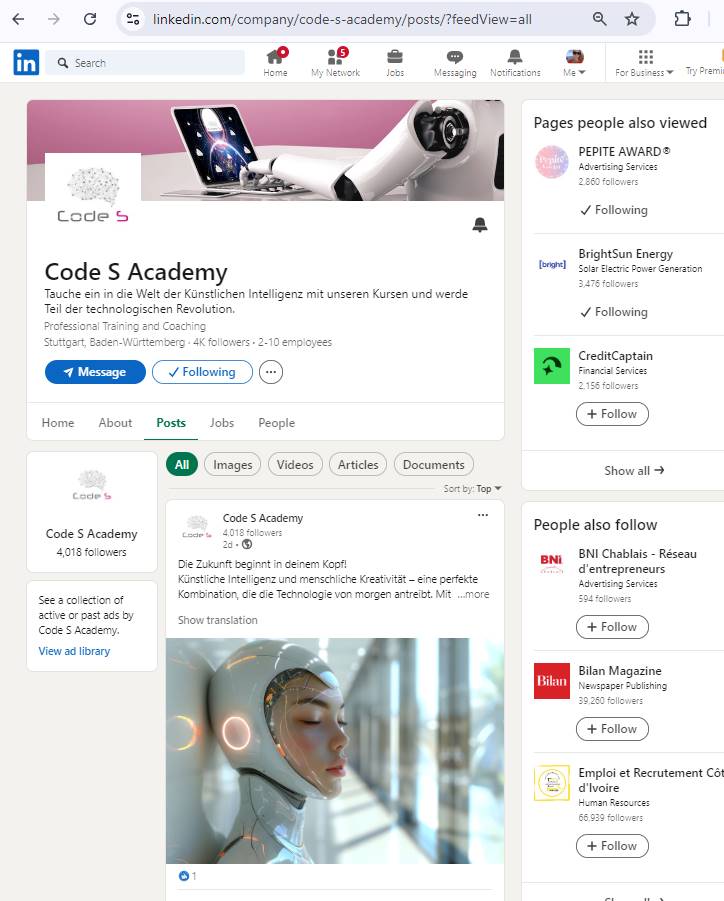 linkedin.com/company/code-s-academy/posts/?feedView=all
in
Search
Home
5
My Network
Jobs
Messaging
Notifications
Me
For Business
Try Premi
Code S
Code S Academy
Tauche ein in die Welt der Künstlichen Intelligenz mit unseren Kursen und werde
Teil der technologischen Revolution.
Professional Training and Coaching
Stuttgart, Baden-Württemberg · 4K followers · 2-10 employees
Message
Following
Home
About
Posts
Jobs
People
Code S
Code S Academy
4,018 followers
See a collection of
active or past ads by
Code S Academy.
View ad library
All
Images
Videos
Articles
Documents
Sort by: Top
Code S
Code S Academy
4,018 followers
2d •
Die Zukunft beginnt in deinem Kopf!
Künstliche Intelligenz und menschliche Kreativität – eine perfekte
Kombination, die die Technologie von morgen antreibt. Mit ...more
Show translation
1
Pages people also viewed
Pepite
PEPITE AWARD®
Advertising Services
2,860 followers
Following
[bright]
BrightSun Energy
Solar Electric Power Generation
3,476 followers
Following
CreditCaptain
Financial Services
2,156 followers
+ Follow
Show all →
People also follow
BNI
BNI Chablais - Réseau
d'entrepreneurs
Advertising Services
594 followers
+ Follow
Bilan
Bilan Magazine
Newspaper Publishing
39,260 followers
+ Follow
Emploi et Recrutement Côt
d'Ivoire
Human Resources
66,939 followers
+ Follow